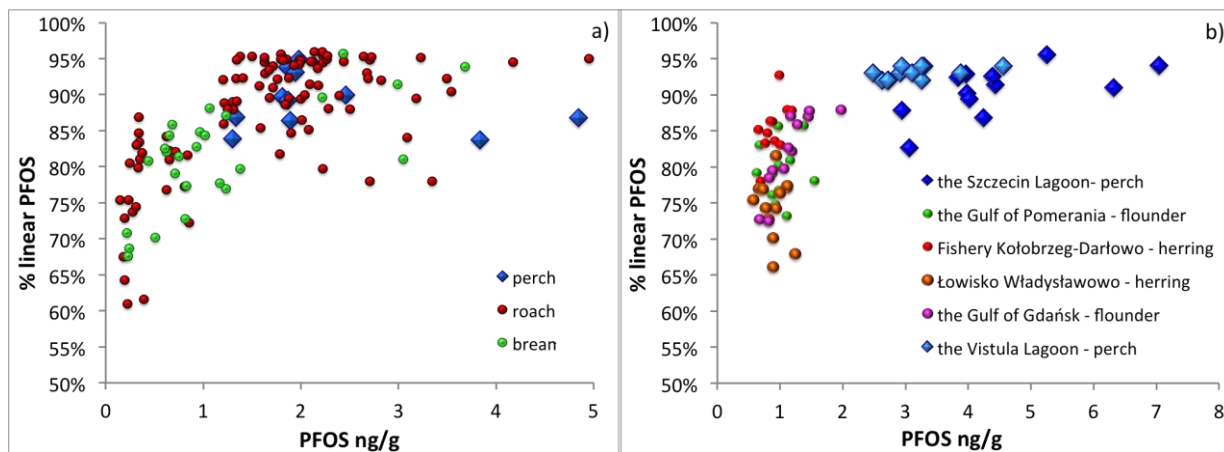 a)
% linear PFOS
100%
95%
90%
85%
80%
75%
70%
65%
60%
55%
50%
perch
roach
bream
0
1
2
3
4
5
PFOS ng/g
b)
% linear PFOS
100%
95%
90%
85%
80%
75%
70%
65%
60%
55%
50%
the Szczecin Lagoon- perch
the Gulf of Pomerania - flounder
Fishery Kołobrzeg-Darłowo - herring
Łowisko Władysławowo - herring
the Gulf of Gdańsk - flounder
the Vistula Lagoon - perch
0
1
2
3
4
5
6
7
8
PFOS ng/g